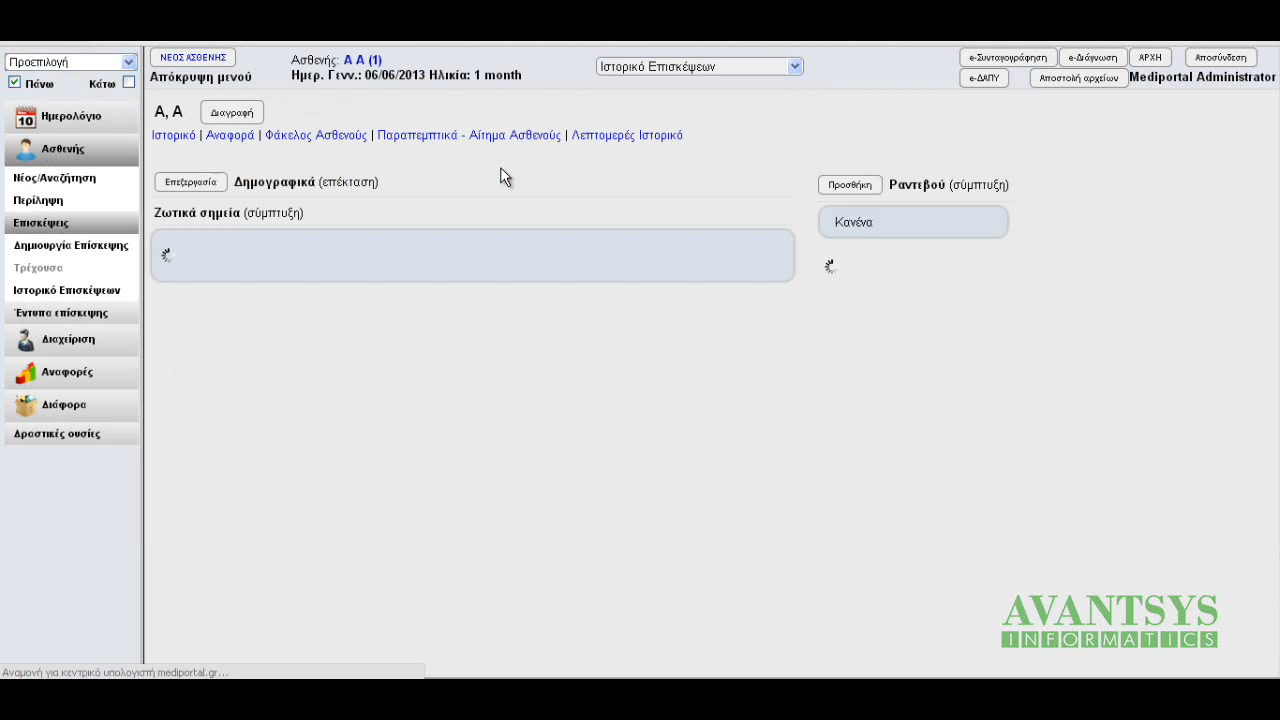 Προεπιλογή
Πάνω Κάτω
10 Ημερολόγιο
Ασθενής
Νέος/Αναζήτηση
Περίληψη
Επισκέψεις
Δημιουργία Επίσκεψης
Τρέχουσα
Ιστορικό Επισκέψεων
Έντυπα επίσκεψης
Διαχείριση
Αναφορές
Διάφορα
Δραστικές ουσίες
ΝΕΟΣ ΑΣΘΕΝΗΣ
Απόκρυψη μενού
Ασθενής: Α Α (1)
Ημερ. Γενν.: 06/06/2013 Ηλικία: 1 month
Ιστορικό Επισκέψεων
e-Συνταγογράφηση e-Διάγνωση ΑΡΧΗ Αποσύνδεση
e-ΔΑΠΥ Αποστολή αρχείων Mediportal Administrator
Α, Α Διαγραφή
Ιστορικό | Αναφορά | Φάκελος Ασθενούς | Παραπεμπτικά - Αίτημα Ασθενούς | Λεπτομερές Ιστορικό
Επεξεργασία Δημογραφικά (επέκταση)
Ζωτικά σημεία (σύμπτυξη)
Προσθήκη Ραντεβού (σύμπτυξη)
Κανένα
AVANTSYS
INFORMATICS
Αναμονή για κεντρικό υπολογιστή mediportal.gr...